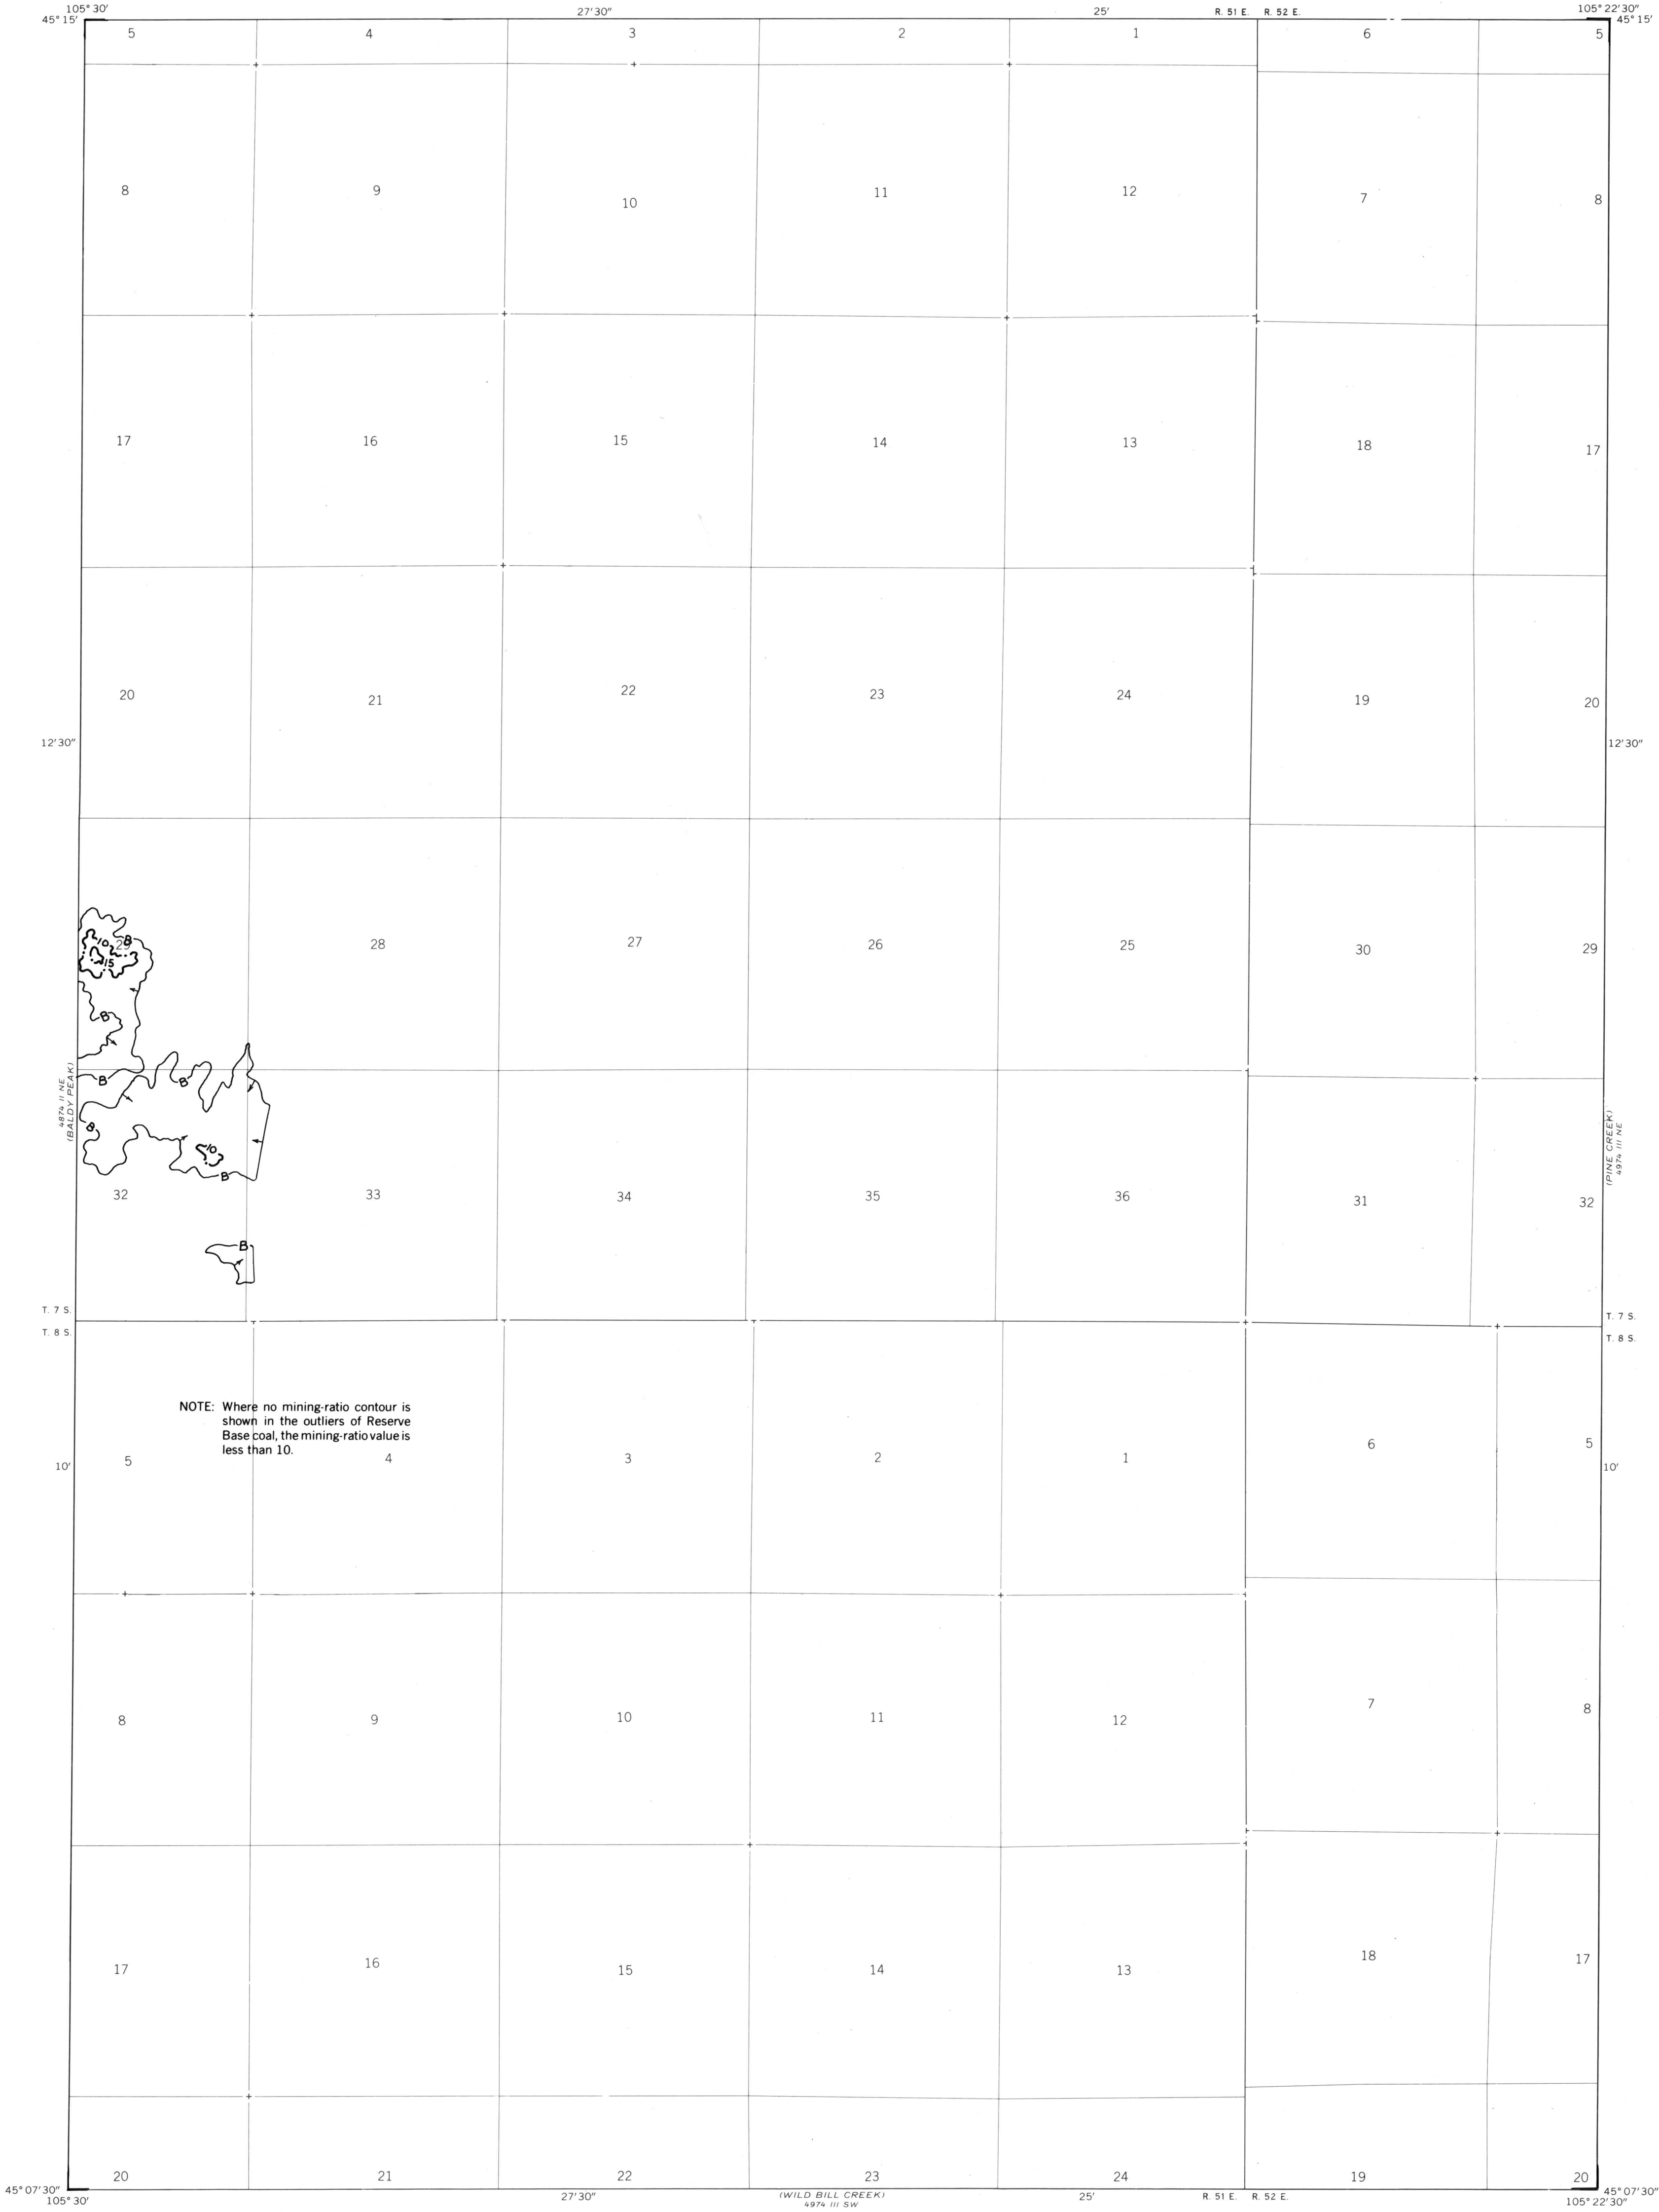 105° 30′ 27′30″ 25′ R. 51 E. R. 52 E. 105° 22′30″
45° 15′ 45° 15′
5 4 3 2 1 6 5
8 9 10 11 12 7 8
17 16 15 14 13 18 17
20 21 22 23 24 19 20
12′30″ 12′30″
29 28 27 26 25 30 29
B
10
15
B
B
B
B
10
B
4874 II NE
(BALDY PEAK)
(PINE CREEK)
4974 III NE
32 33 34 35 36 31 32
B
T. 7 S. T. 7 S.
T. 8 S. T. 8 S.
NOTE: Where no mining-ratio contour is
shown in the outliers of Reserve
Base coal, the mining-ratio value is
less than 10.
5 4 3 2 1 6 5
10′ 10′
8 9 10 11 12 7 8
17 16 15 14 13 18 17
20 21 22 23 24 19 20
45° 07′30″ 45° 07′30″
105° 30′ 27′30″ (WILD BILL CREEK) 25′ R. 51 E. R. 52 E. 105° 22′30″
4974 III SW